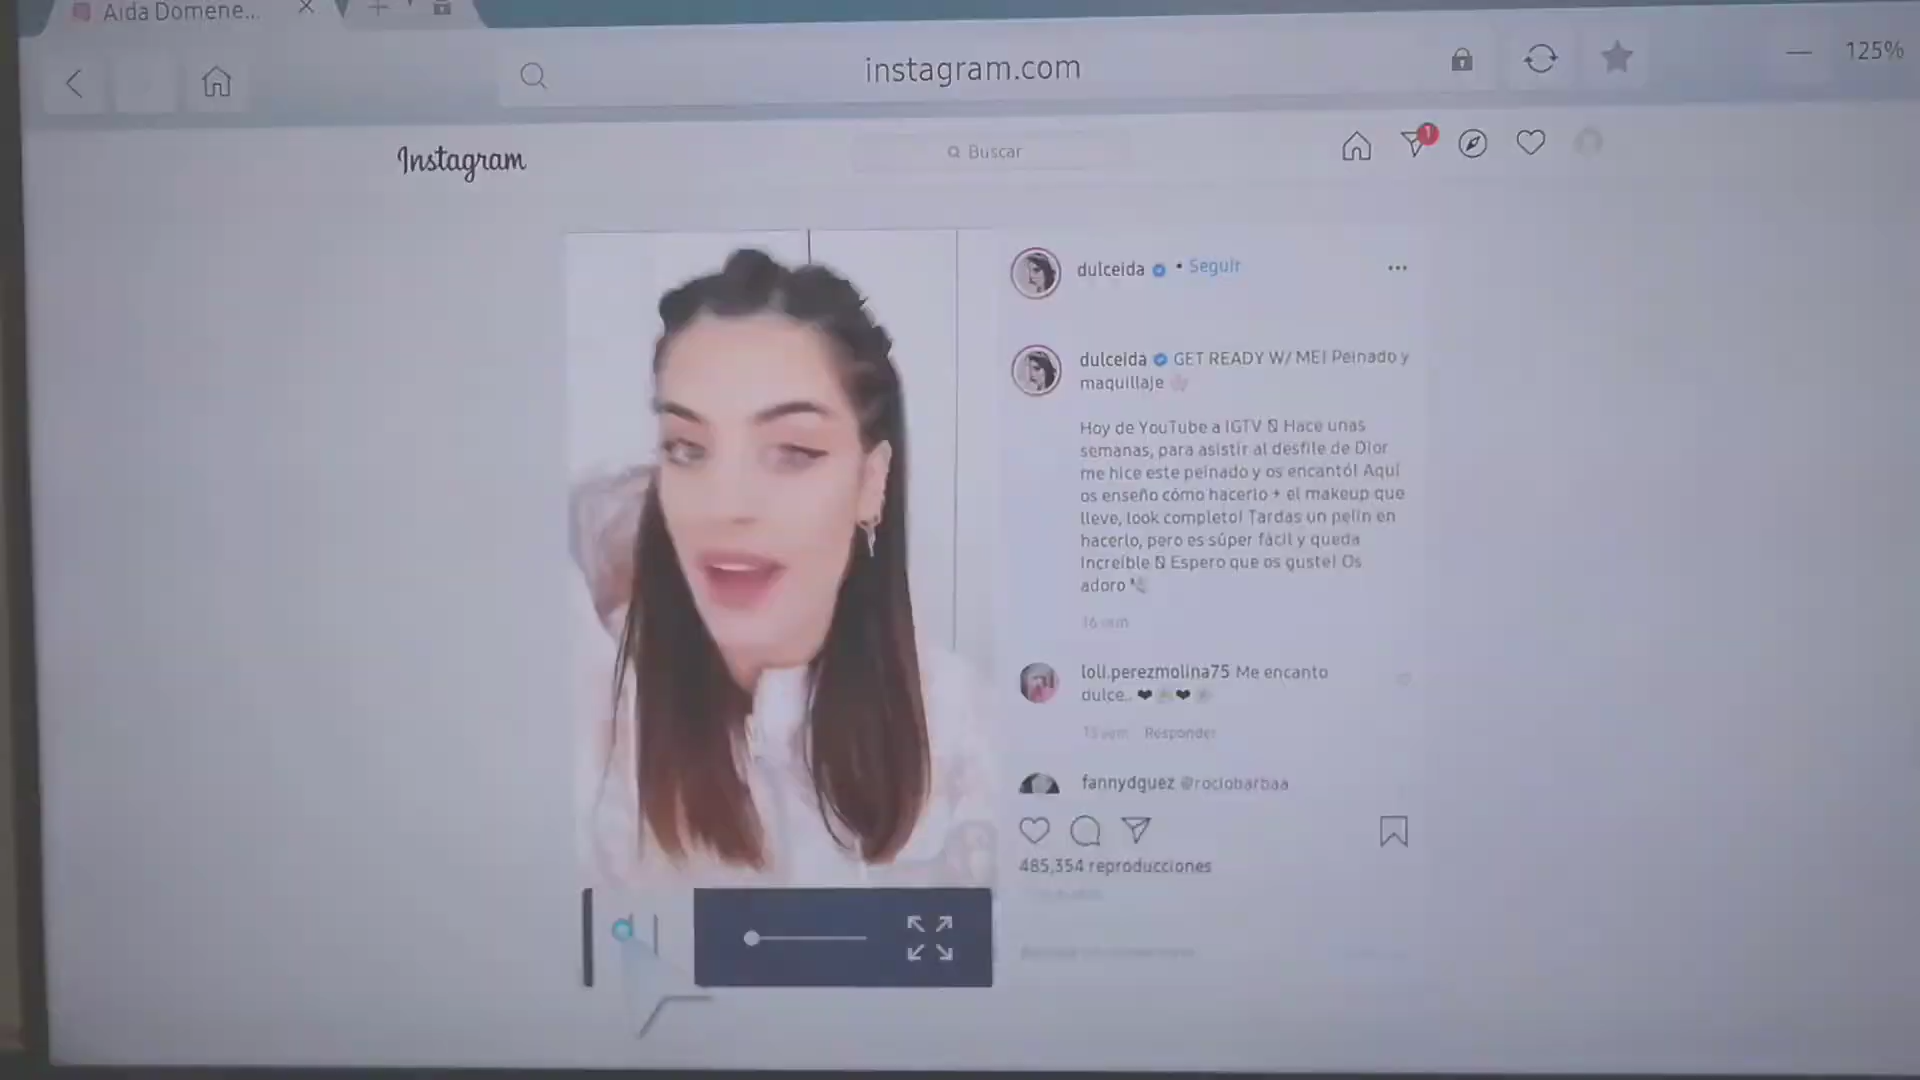 Aida Domene...
instagram.com
125%
Instagram
Buscar
1
dulceida • Seguir
dulceida GET READY W/ ME! Peinado y
maquillaje
Hoy de YouTube a IGTV Hace unas
semanas, para asistir al desfile de Dior
me hice este peinado y os encantó! Aquí
os enseño cómo hacerlo + el makeup que
lleve, look completo! Tardas un pelín en
hacerlo, pero es súper fácil y queda
increíble Espero que os guste! Os
adoro
16 sem
loli.perezmolina75 Me encanto
dulce.. ❤ ❤
13 sem Responder
fannydguez @rociobarbaa
485,354 reproducciones